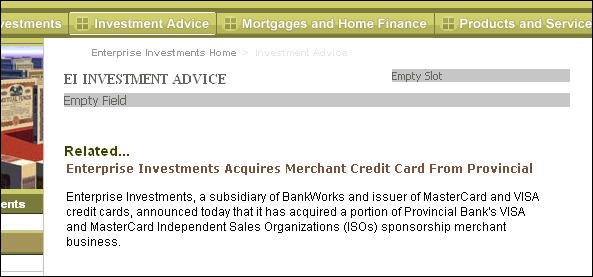 vestments Investment Advice Mortgages and Home Finance Products and Service
Enterprise Investments Home > Investment Advice
EI INVESTMENT ADVICE Empty Slot
Empty Field
MUTUAL FUNDS
Related...
Enterprise Investments Acquires Merchant Credit Card From Provincial
ents
Enterprise Investments, a subsidiary of BankWorks and issuer of MasterCard and VISA
credit cards, announced today that it has acquired a portion of Provincial Bank's VISA
and MasterCard Independent Sales Organizations (ISOs) sponsorship merchant
business.